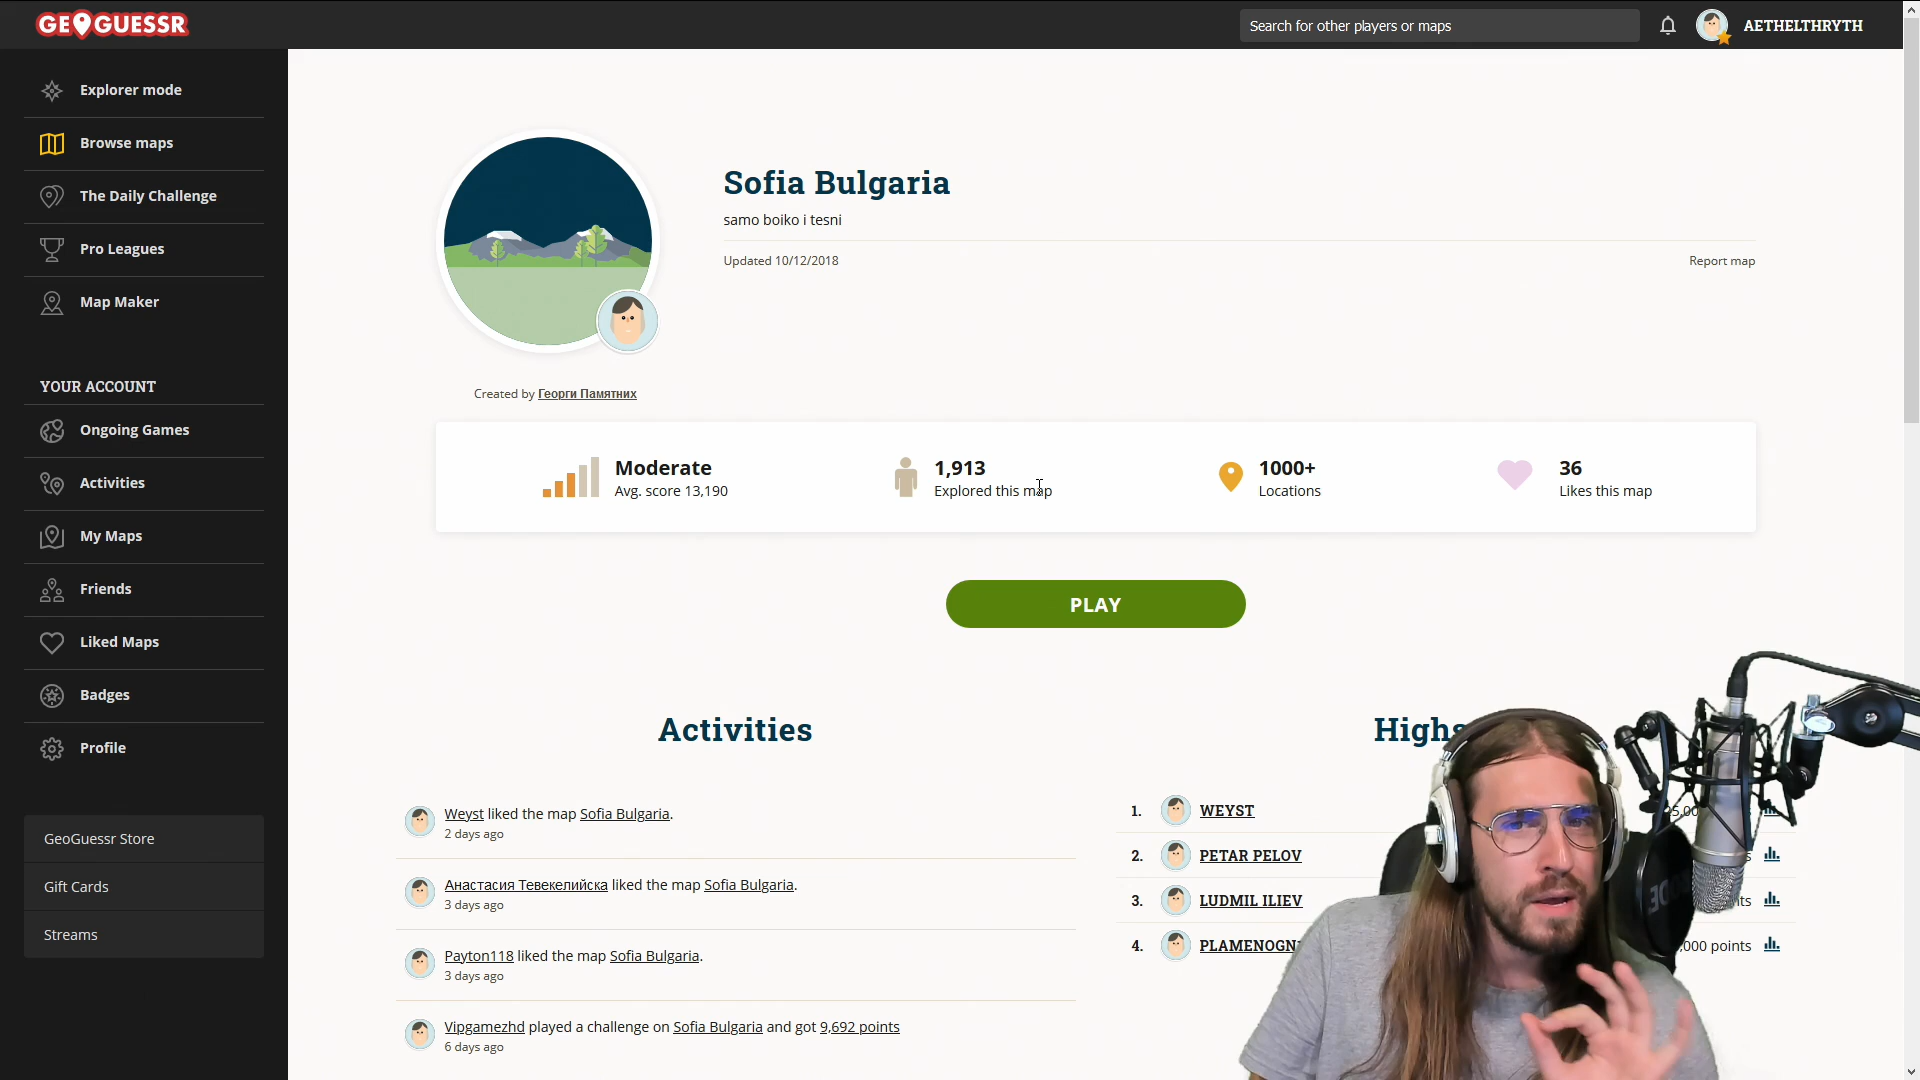 GEOGUESSR
Search for other players or maps
AETHELTHRYTH
Explorer mode
Browse maps
The Daily Challenge
Pro Leagues
Map Maker
YOUR ACCOUNT
Ongoing Games
Activities
My Maps
Friends
Liked Maps
Badges
Profile
GeoGuessr Store
Gift Cards
Streams
Sofia Bulgaria
samo boiko i tesni
Updated 10/12/2018
Report map
Created by Георги Памятних
Moderate
Avg. score 13,190
1,913
Explored this map
1000+
Locations
36
Likes this map
PLAY
Activities
Weyst liked the map Sofia Bulgaria.
2 days ago
Анастасия Тевекелийска liked the map Sofia Bulgaria.
3 days ago
Payton118 liked the map Sofia Bulgaria.
3 days ago
Vipgamezhd played a challenge on Sofia Bulgaria and got 9,692 points
6 days ago
1. WEYST
2. PETAR PELOV
3. LUDMIL ILIEV
4. points